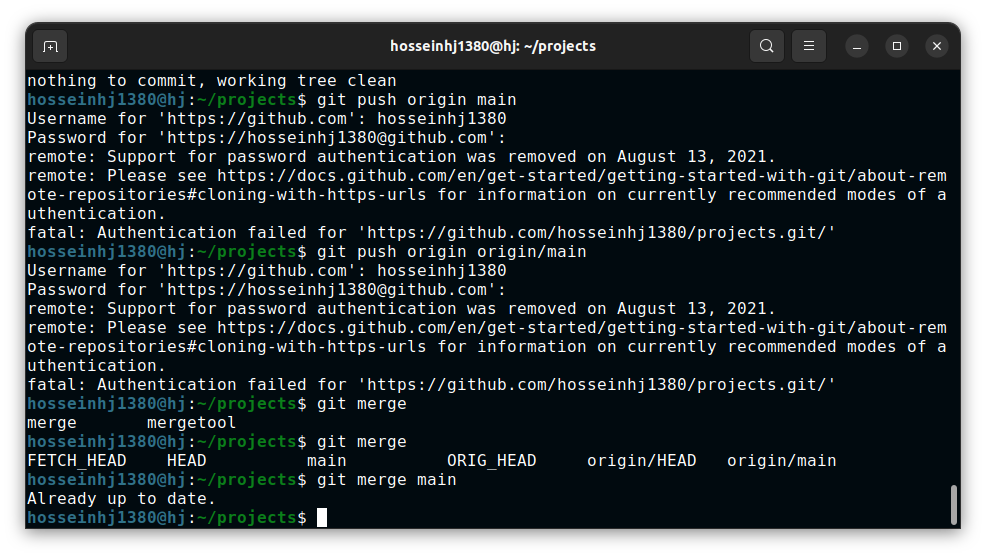 hosseinhj1380@hj: ~/projects
nothing to commit, working tree clean
hosseinhj1380@hj:~/projects$ git push origin main
Username for 'https://github.com': hosseinhj1380
Password for 'https://hosseinhj1380@github.com':
remote: Support for password authentication was removed on August 13, 2021.
remote: Please see https://docs.github.com/en/get-started/getting-started-with-git/about-rem
ote-repositories#cloning-with-https-urls for information on currently recommended modes of a
uthentication.
fatal: Authentication failed for 'https://github.com/hosseinhj1380/projects.git/'
hosseinhj1380@hj:~/projects$ git push origin origin/main
Username for 'https://github.com': hosseinhj1380
Password for 'https://hosseinhj1380@github.com':
remote: Support for password authentication was removed on August 13, 2021.
remote: Please see https://docs.github.com/en/get-started/getting-started-with-git/about-rem
ote-repositories#cloning-with-https-urls for information on currently recommended modes of a
uthentication.
fatal: Authentication failed for 'https://github.com/hosseinhj1380/projects.git/'
hosseinhj1380@hj:~/projects$ git merge
merge       mergetool
hosseinhj1380@hj:~/projects$ git merge
FETCH_HEAD    HEAD          main          ORIG_HEAD     origin/HEAD   origin/main
hosseinhj1380@hj:~/projects$ git merge main
Already up to date.
hosseinhj1380@hj:~/projects$